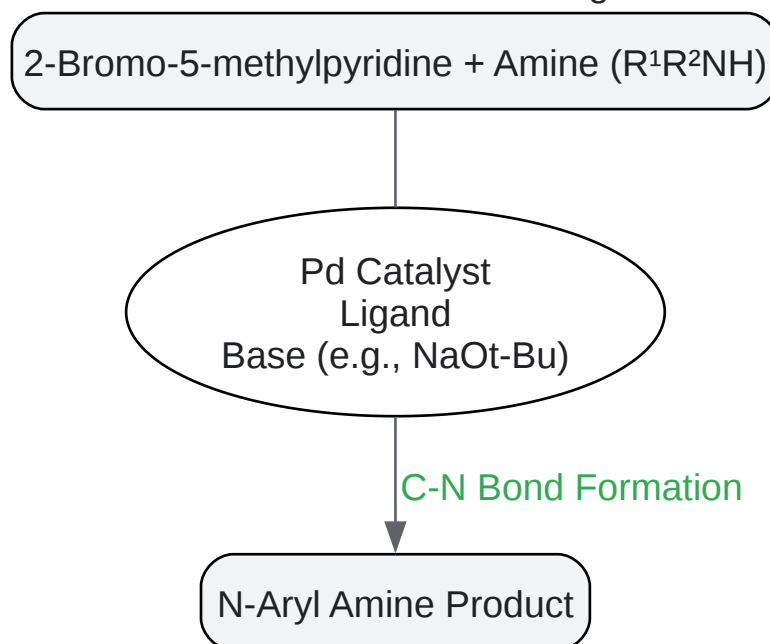 2-Bromo-5-methylpyridine + Amine (R¹R²NH)
Pd Catalyst
Ligand
Base (e.g., NaOt-Bu)
C-N Bond Formation
N-Aryl Amine Product